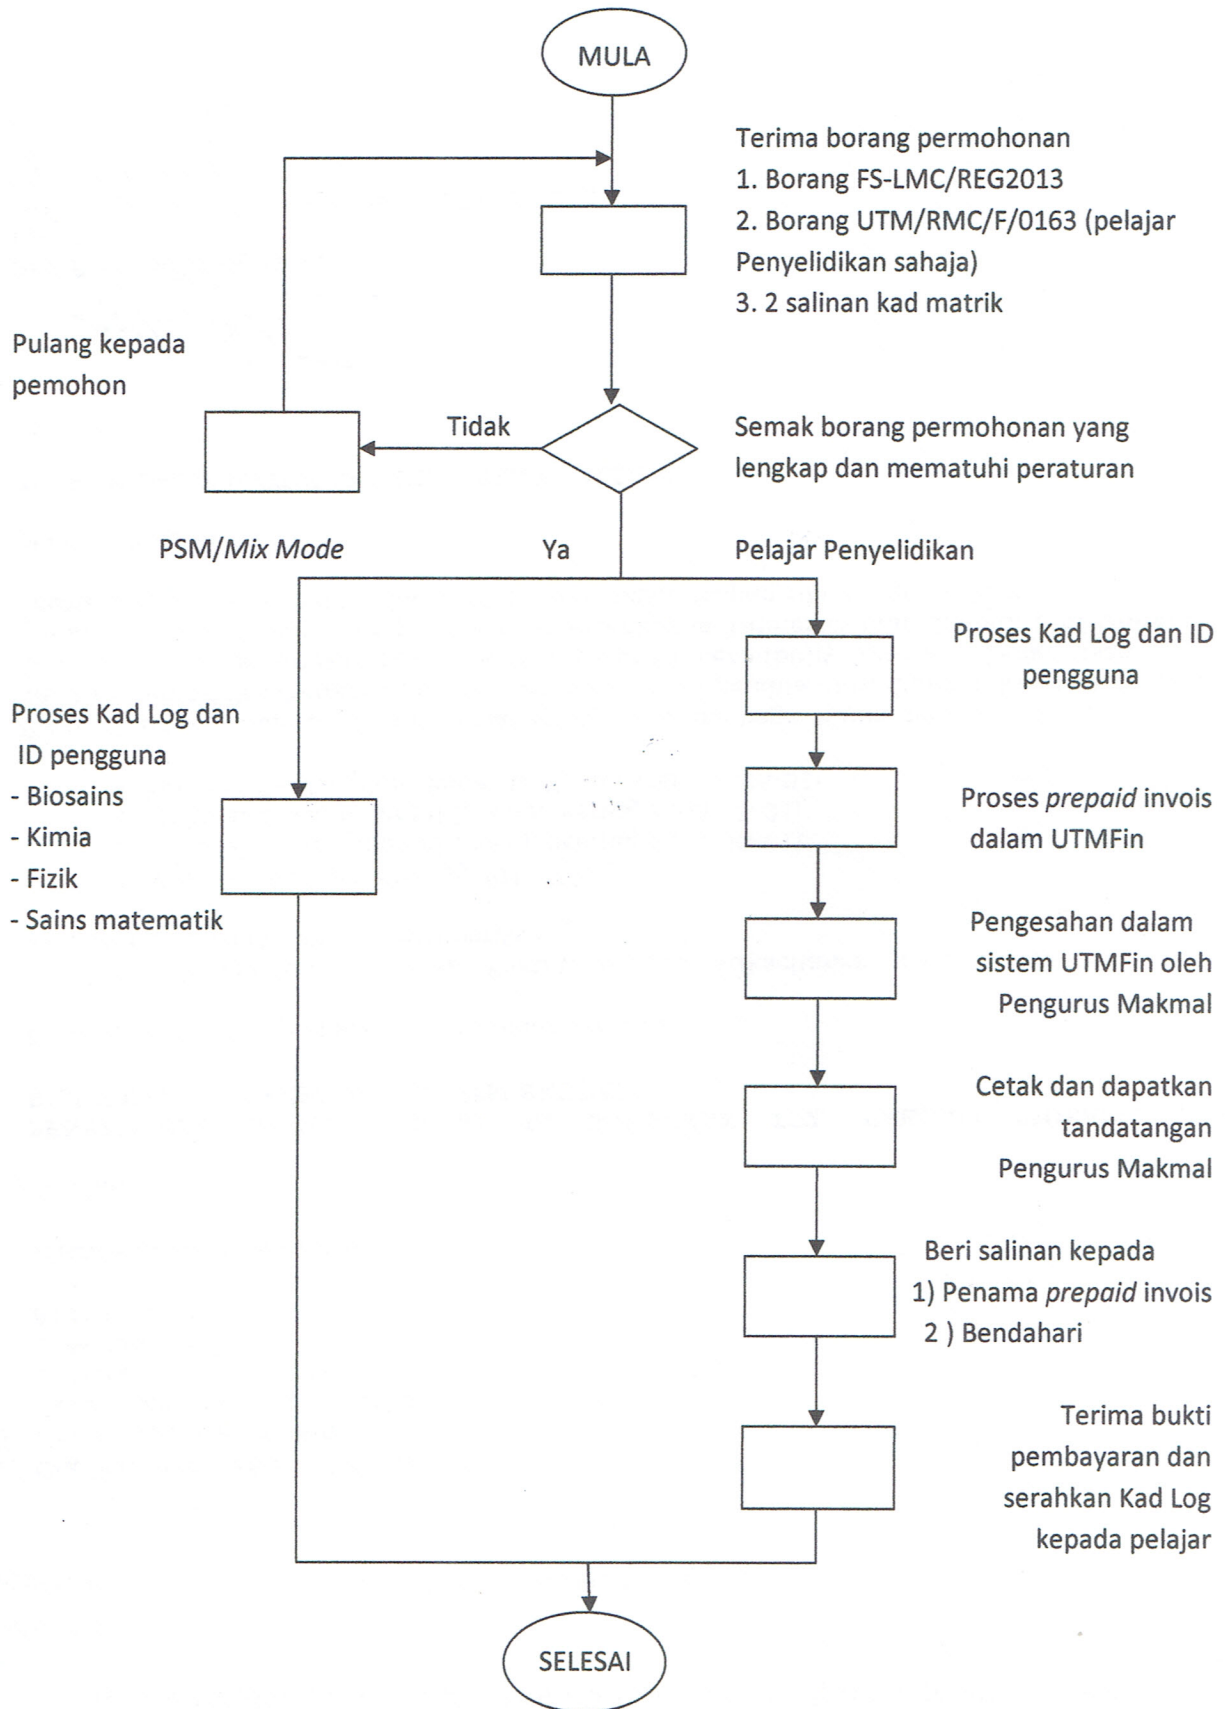 MULA
Terima borang permohonan
1. Borang FS-LMC/REG2013
2. Borang UTM/RMC/F/0163 (pelajar
Penyelidikan sahaja)
3. 2 salinan kad matrik
Pulang kepada
pemohon
Tidak
Semak borang permohonan yang
lengkap dan mematuhi peraturan
PSM/Mix Mode
Ya
Pelajar Penyelidikan
Proses Kad Log dan ID
pengguna
Proses Kad Log dan
ID pengguna
- Biosains
- Kimia
- Fizik
- Sains matematik
Proses prepaid invois
dalam UTMFin
Pengesahan dalam
sistem UTMFin oleh
Pengurus Makmal
Cetak dan dapatkan
tandatangan
Pengurus Makmal
Beri salinan kepada
1) Penama prepaid invois
2 ) Bendahari
Terima bukti
pembayaran dan
serahkan Kad Log
kepada pelajar
SELESAI